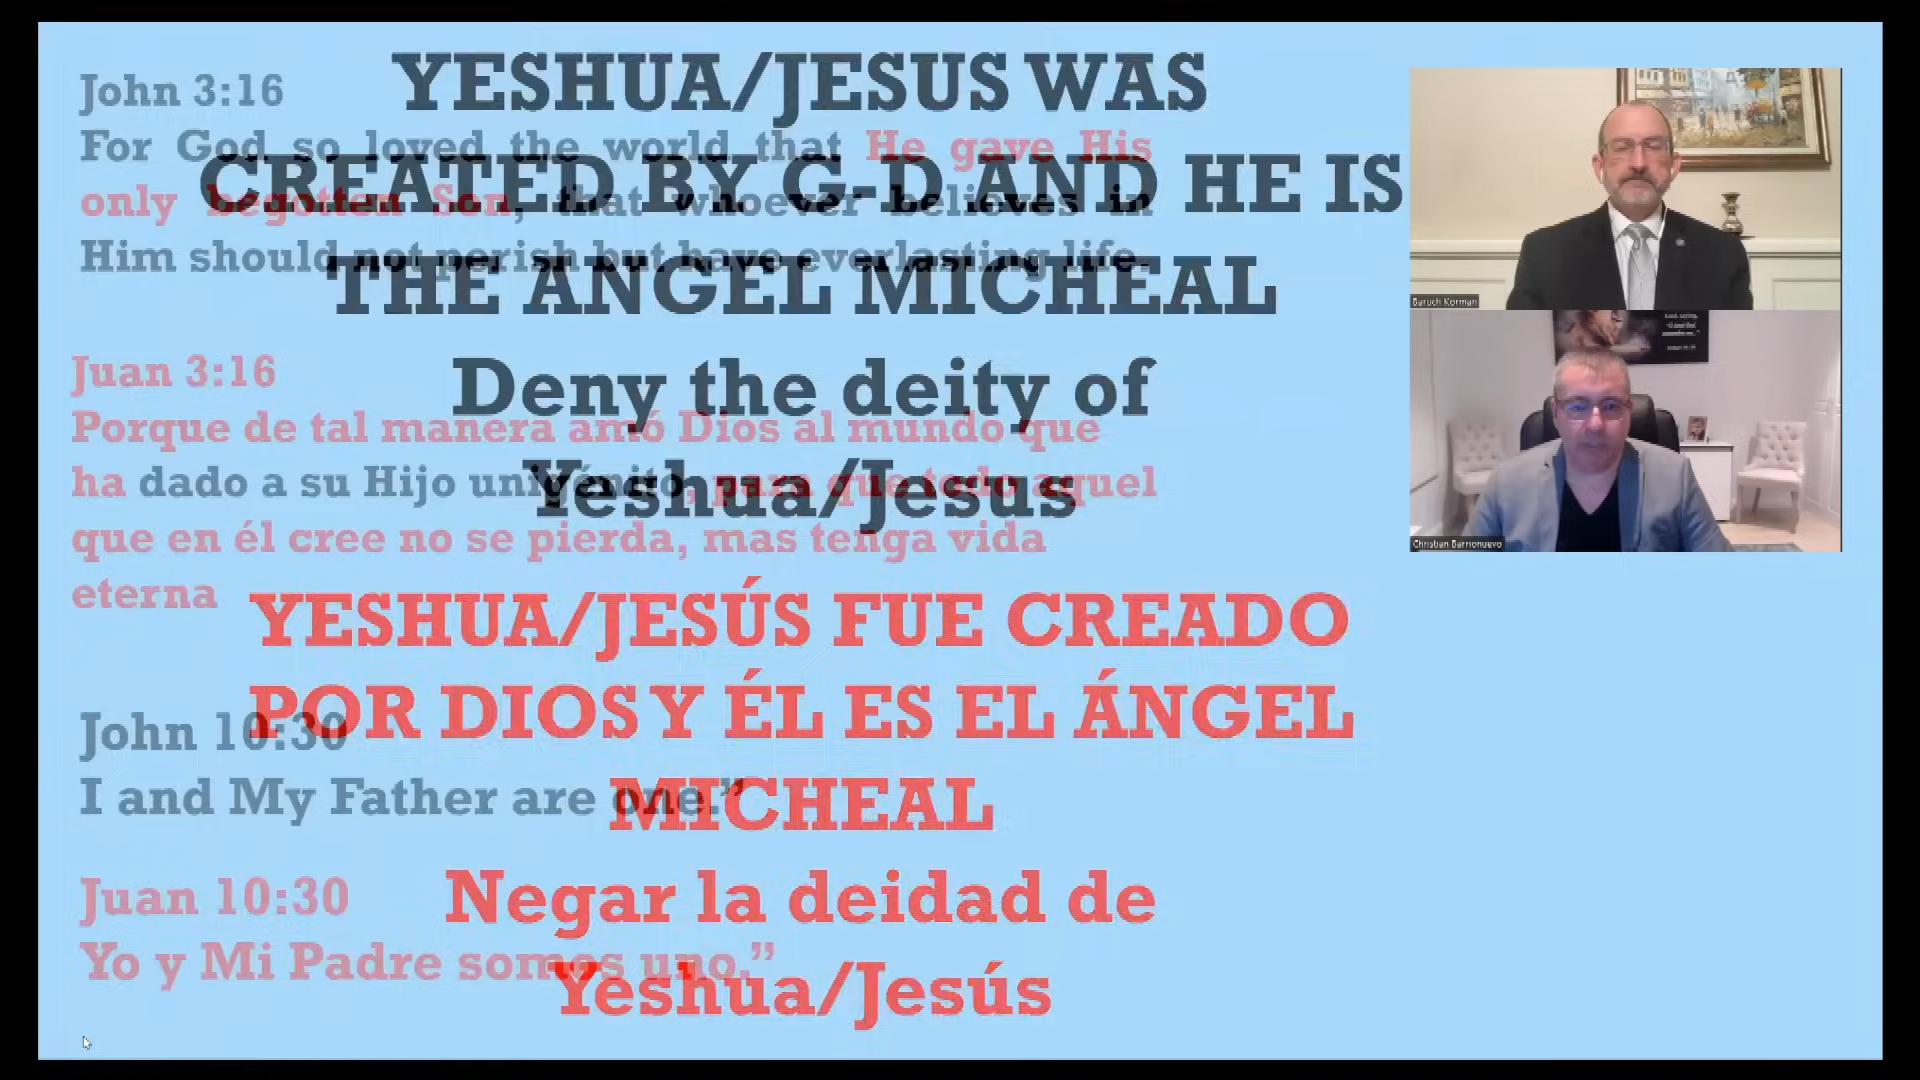 YESHUA/JESUS WAS
CREATED BY G-D AND HE IS
THE ANGEL MICHEAL
Deny the deity of
Yeshua/Jesus
YESHUA/JESÚS FUE CREADO
POR DIOS Y ÉL ES EL ÁNGEL
MICHEAL
Negar la deidad de
Yeshua/Jesús
John 3:16
For God so loved the world that He gave His
only begotten Son, that whoever believes in
Him should not perish but have everlasting life.
Juan 3:16
Porque de tal manera amó Dios al mundo que
ha dado a su Hijo unigénito, para que todo aquel
que en él cree no se pierda, mas tenga vida
eterna
John 10:30
I and My Father are one.”
Juan 10:30
Yo y Mi Padre somos uno.”
Baruch Korman
Christian Barrionuevo